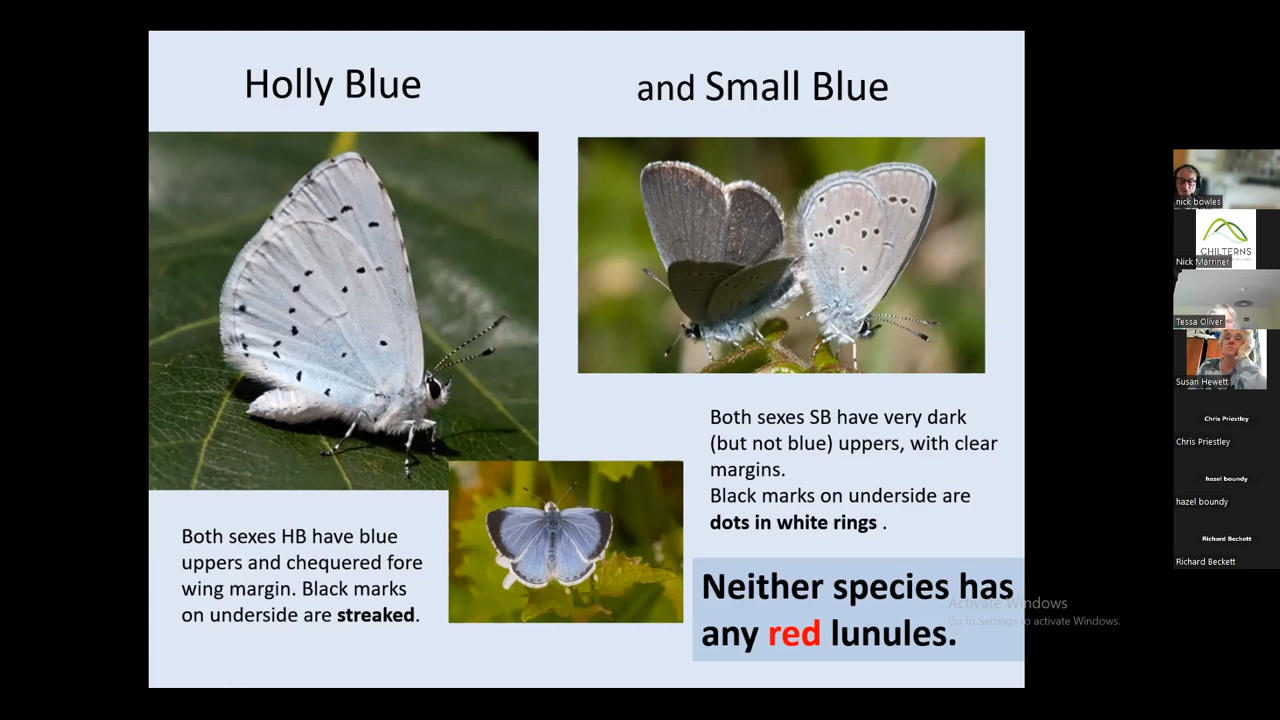 Holly Blue
and Small Blue
Both sexes HB have blue
uppers and chequered fore
wing margin. Black marks
on underside are streaked.
Both sexes SB have very dark
(but not blue) uppers, with clear
margins.
Black marks on underside are
dots in white rings .
Neither species has
any red lunules.
Activate Windows
Go to Settings to activate Windows.
nick bowles
CHILTERNS
Nick Marriner
Tessa Oliver
Susan Hewett
Chris Priestley
Chris Priestley
hazel boundy
hazel boundy
Richard Beckett
Richard Beckett